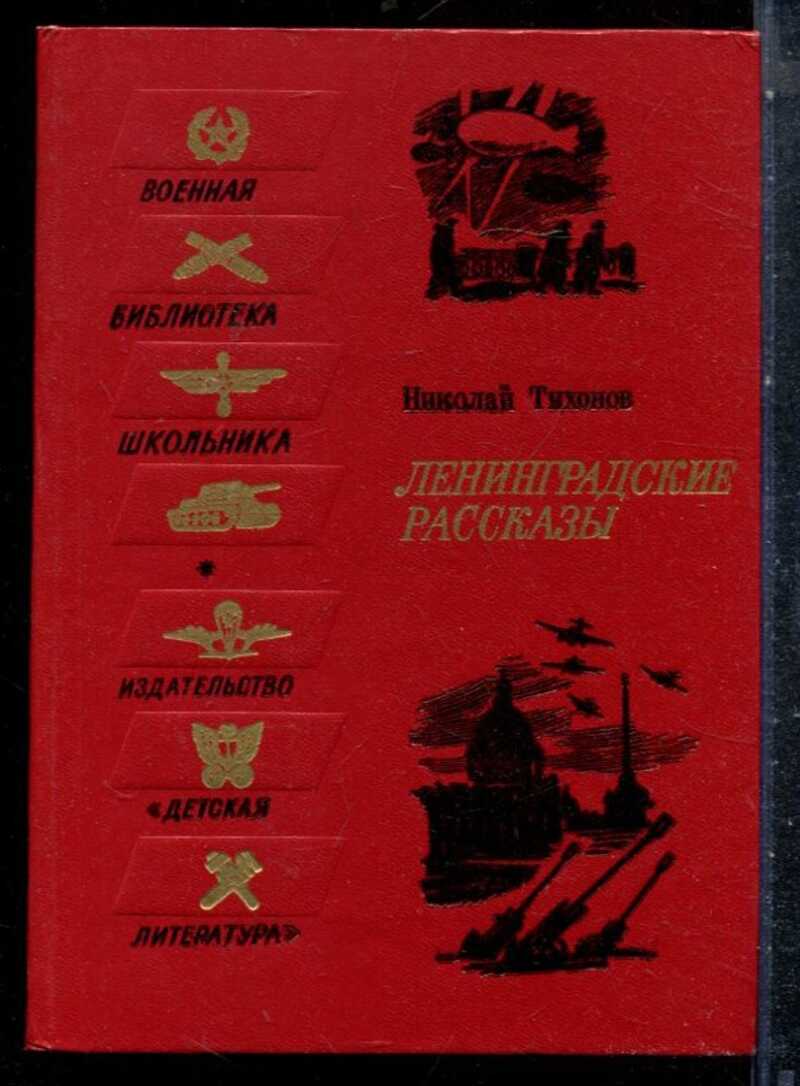 ВОЕННАЯ
БИБЛИОТЕКА
ШКОЛЬНИКА
*
ИЗДАТЕЛЬСТВО
«ДЕТСКАЯ
ЛИТЕРАТУРА»
Николай Тихонов
ЛЕНИНГРАДСКИЕ
РАССКАЗЫ